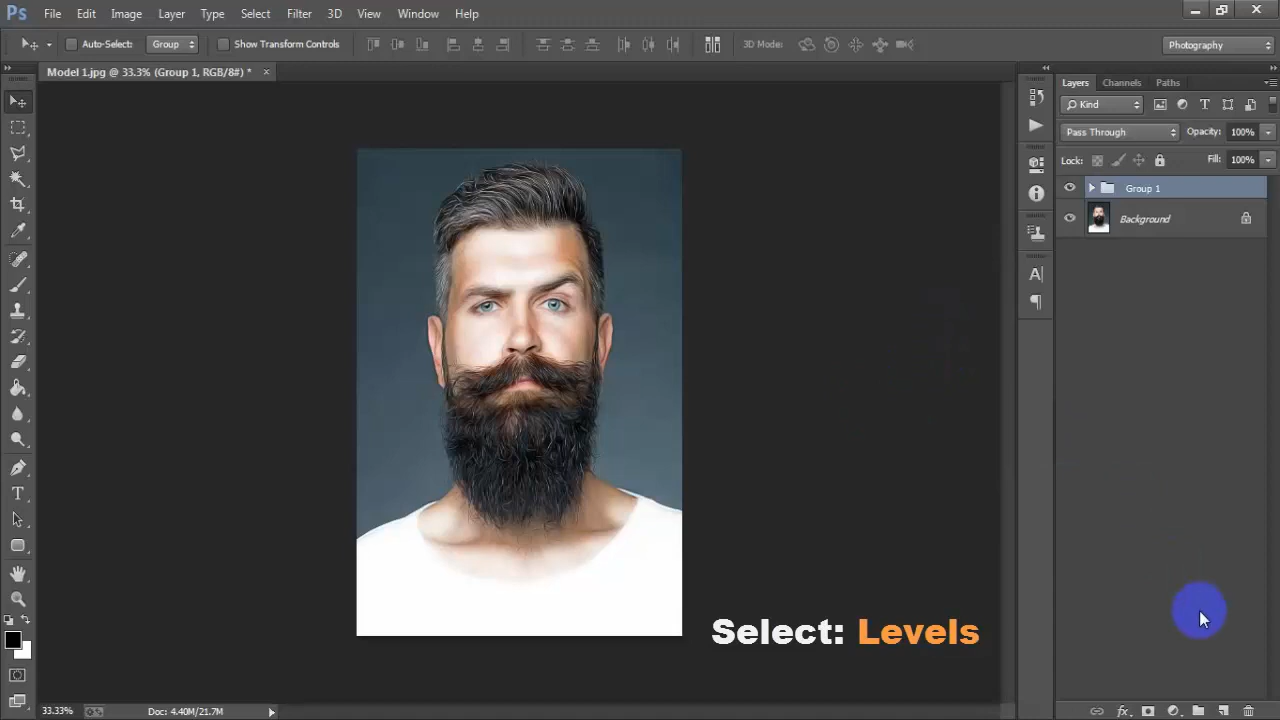 Ps File Edit Image Layer Type Select Filter 3D View Window Help
Auto-Select: Group Show Transform Controls 3D Mode: Photography
Model 1.jpg @ 33.3% (Group 1, RGB/8#) * ×
Layers Channels Paths
Kind
Pass Through Opacity: 100%
Lock: Fill: 100%
Group 1
Background
Select: Levels
33.33% Doc: 4.40M/21.7M